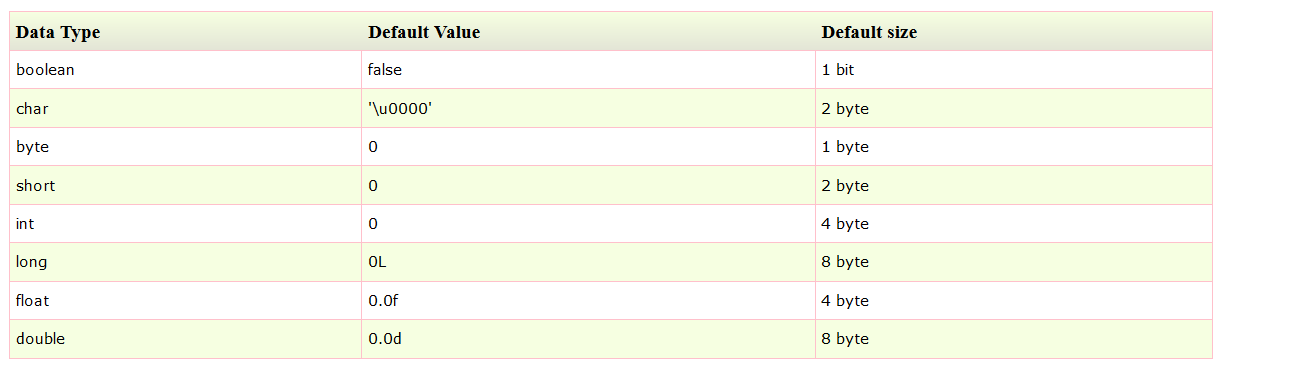 Data Type Default Value Default size
boolean false 1 bit
char '\u0000' 2 byte
byte 0 1 byte
short 0 2 byte
int 0 4 byte
long 0L 8 byte
float 0.0f 4 byte
double 0.0d 8 byte